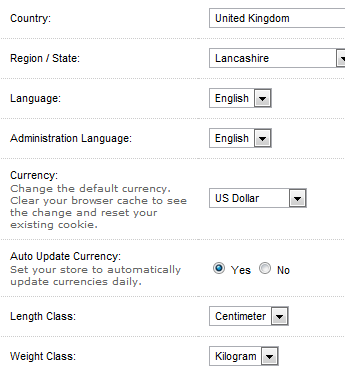 Country: United Kingdom
Region / State: Lancashire
Language: English
Administration Language: English
Currency:
Change the default currency.
Clear your browser cache to see US Dollar
the change and reset your
existing cookie.
Auto Update Currency:
Set your store to automatically Yes No
update currencies daily.
Length Class: Centimeter
Weight Class: Kilogram